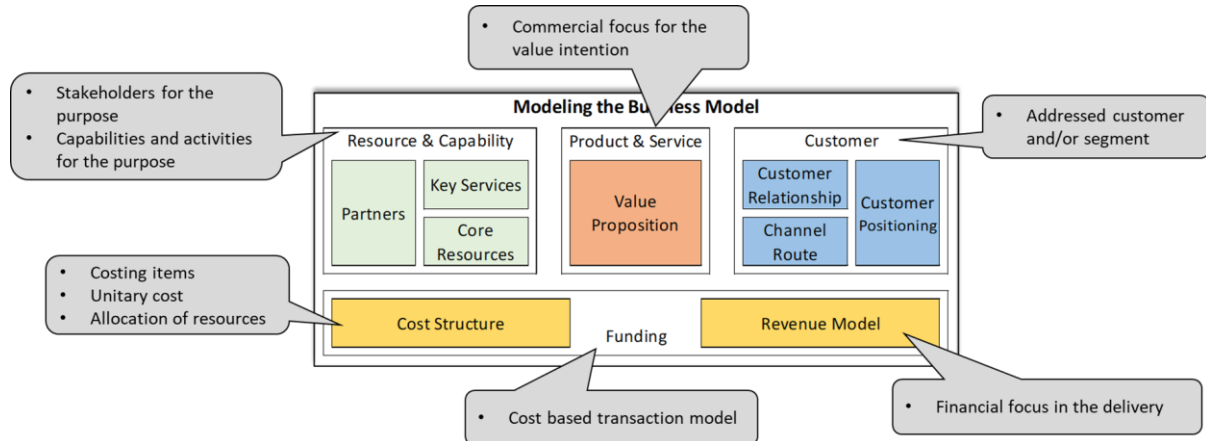 • Commercial focus for the
value intention
• Stakeholders for the
purpose
• Capabilities and activities
for the purpose
Modeling the Business Model
• Addressed customer
and/or segment
Resource & Capability
Product & Service
Customer
Partners
Key Services
Core
Resources
Value
Proposition
Customer
Relationship
Channel
Route
Customer
Positioning
• Costing items
• Unitary cost
• Allocation of resources
Cost Structure
Funding
Revenue Model
• Cost based transaction model
• Financial focus in the delivery